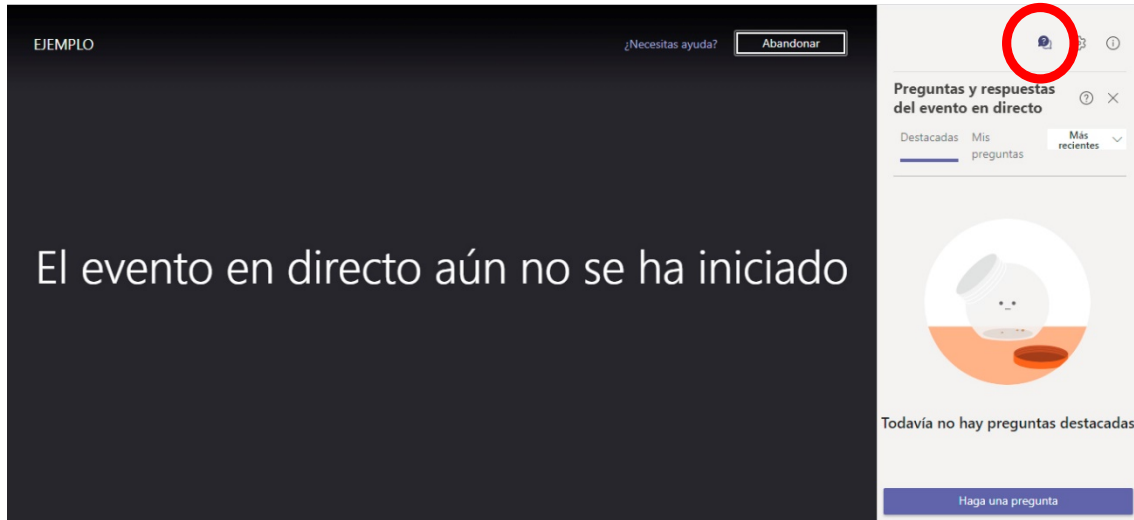 EJEMPLO
¿Necesitas ayuda?
Abandonar
El evento en directo aún no se ha iniciado
Preguntas y respuestas
del evento en directo
Destacadas
Mis
preguntas
Más
recientes
Todavía no hay preguntas destacadas
Haga una pregunta